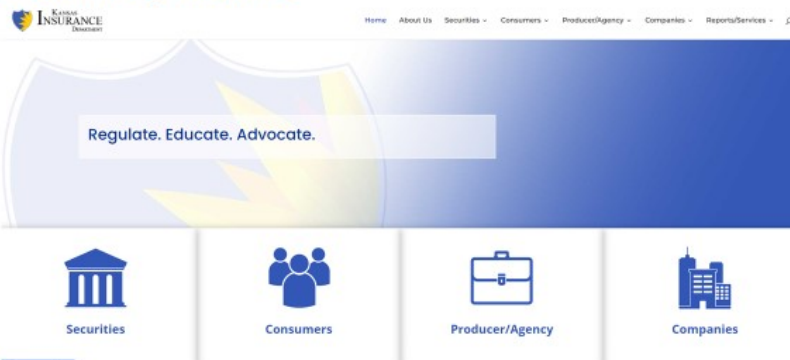 Kansas
Insurance
Department
Home About Us Securities Consumers Producer/Agency Companies Reports/Services
Regulate. Educate. Advocate.
Securities Consumers Producer/Agency Companies